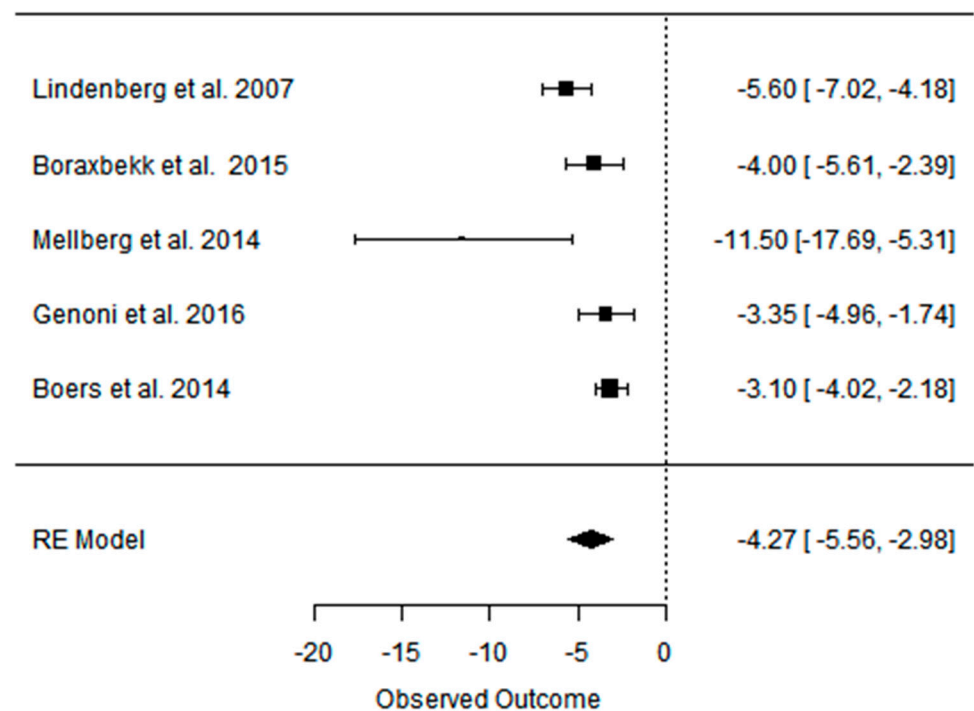 Lindenberg et al. 2007 -5.60 [ -7.02, -4.18]
Boraxbekk et al. 2015 -4.00 [ -5.61, -2.39]
Mellberg et al. 2014 -11.50 [-17.69, -5.31]
Genoni et al. 2016 -3.35 [ -4.96, -1.74]
Boers et al. 2014 -3.10 [ -4.02, -2.18]
RE Model -4.27 [ -5.56, -2.98]
-20 -15 -10 -5 0
Observed Outcome